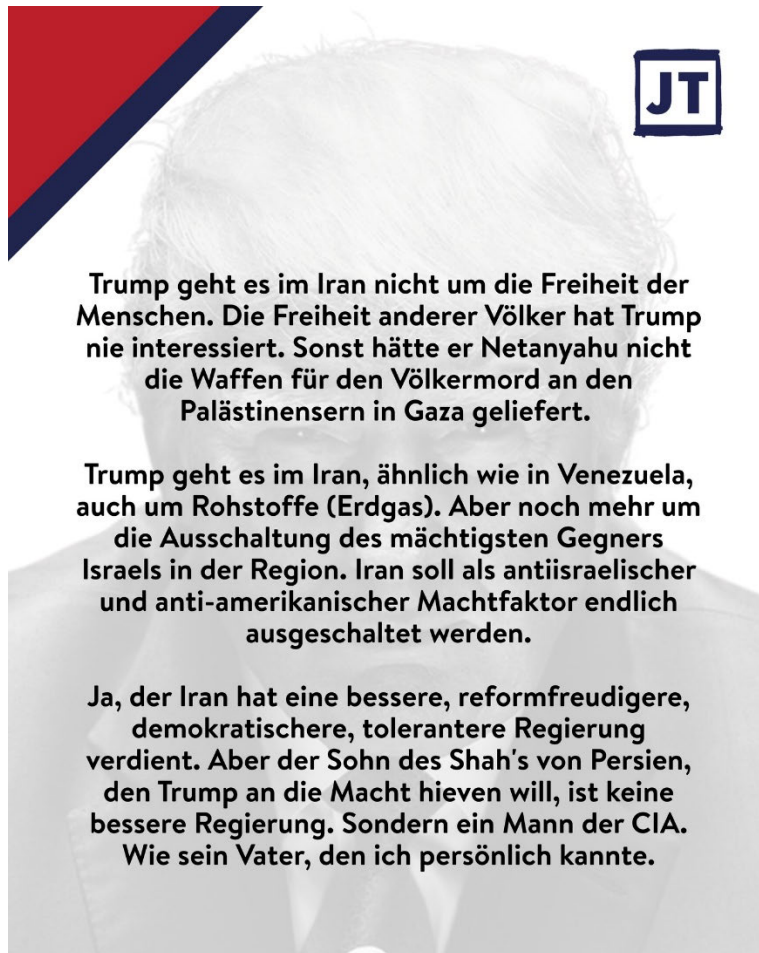 JT
Trump geht es im Iran nicht um die Freiheit der
Menschen. Die Freiheit anderer Völker hat Trump
nie interessiert. Sonst hätte er Netanyahu nicht
die Waffen für den Völkermord an den
Palästinensern in Gaza geliefert.
Trump geht es im Iran, ähnlich wie in Venezuela,
auch um Rohstoffe (Erdgas). Aber noch mehr um
die Ausschaltung des mächtigsten Gegners
Israels in der Region. Iran soll als antiisraelischer
und anti-amerikanischer Machtfaktor endlich
ausgeschaltet werden.
Ja, der Iran hat eine bessere, reformfreudigere,
demokratischere, tolerantere Regierung
verdient. Aber der Sohn des Shah's von Persien,
den Trump an die Macht hieven will, ist keine
bessere Regierung. Sondern ein Mann der CIA.
Wie sein Vater, den ich persönlich kannte.